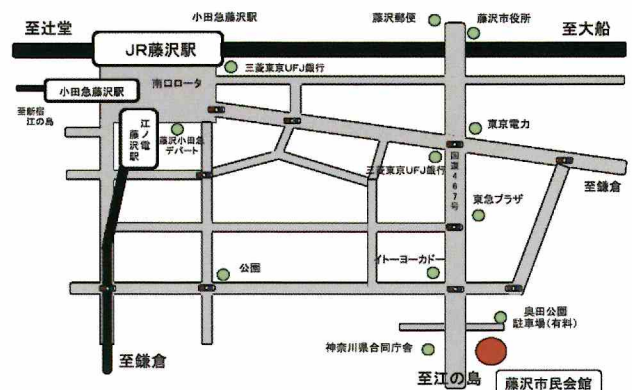 小田急藤沢駅
藤沢郵便
藤沢市役所
至辻堂
JR藤沢駅
至大船
三菱東京UFJ銀行
小田急藤沢駅
南口ロータ
至新宿
江の島
江ノ電
藤沢駅
藤沢小田急
デパート
東京電力
三菱東京UFJ銀行
国道467号
至鎌倉
東急プラザ
公園
イトーヨーカドー
奥田公園
駐車場(有料)
至鎌倉
神奈川県合同庁舎
至江の島
藤沢市民会館